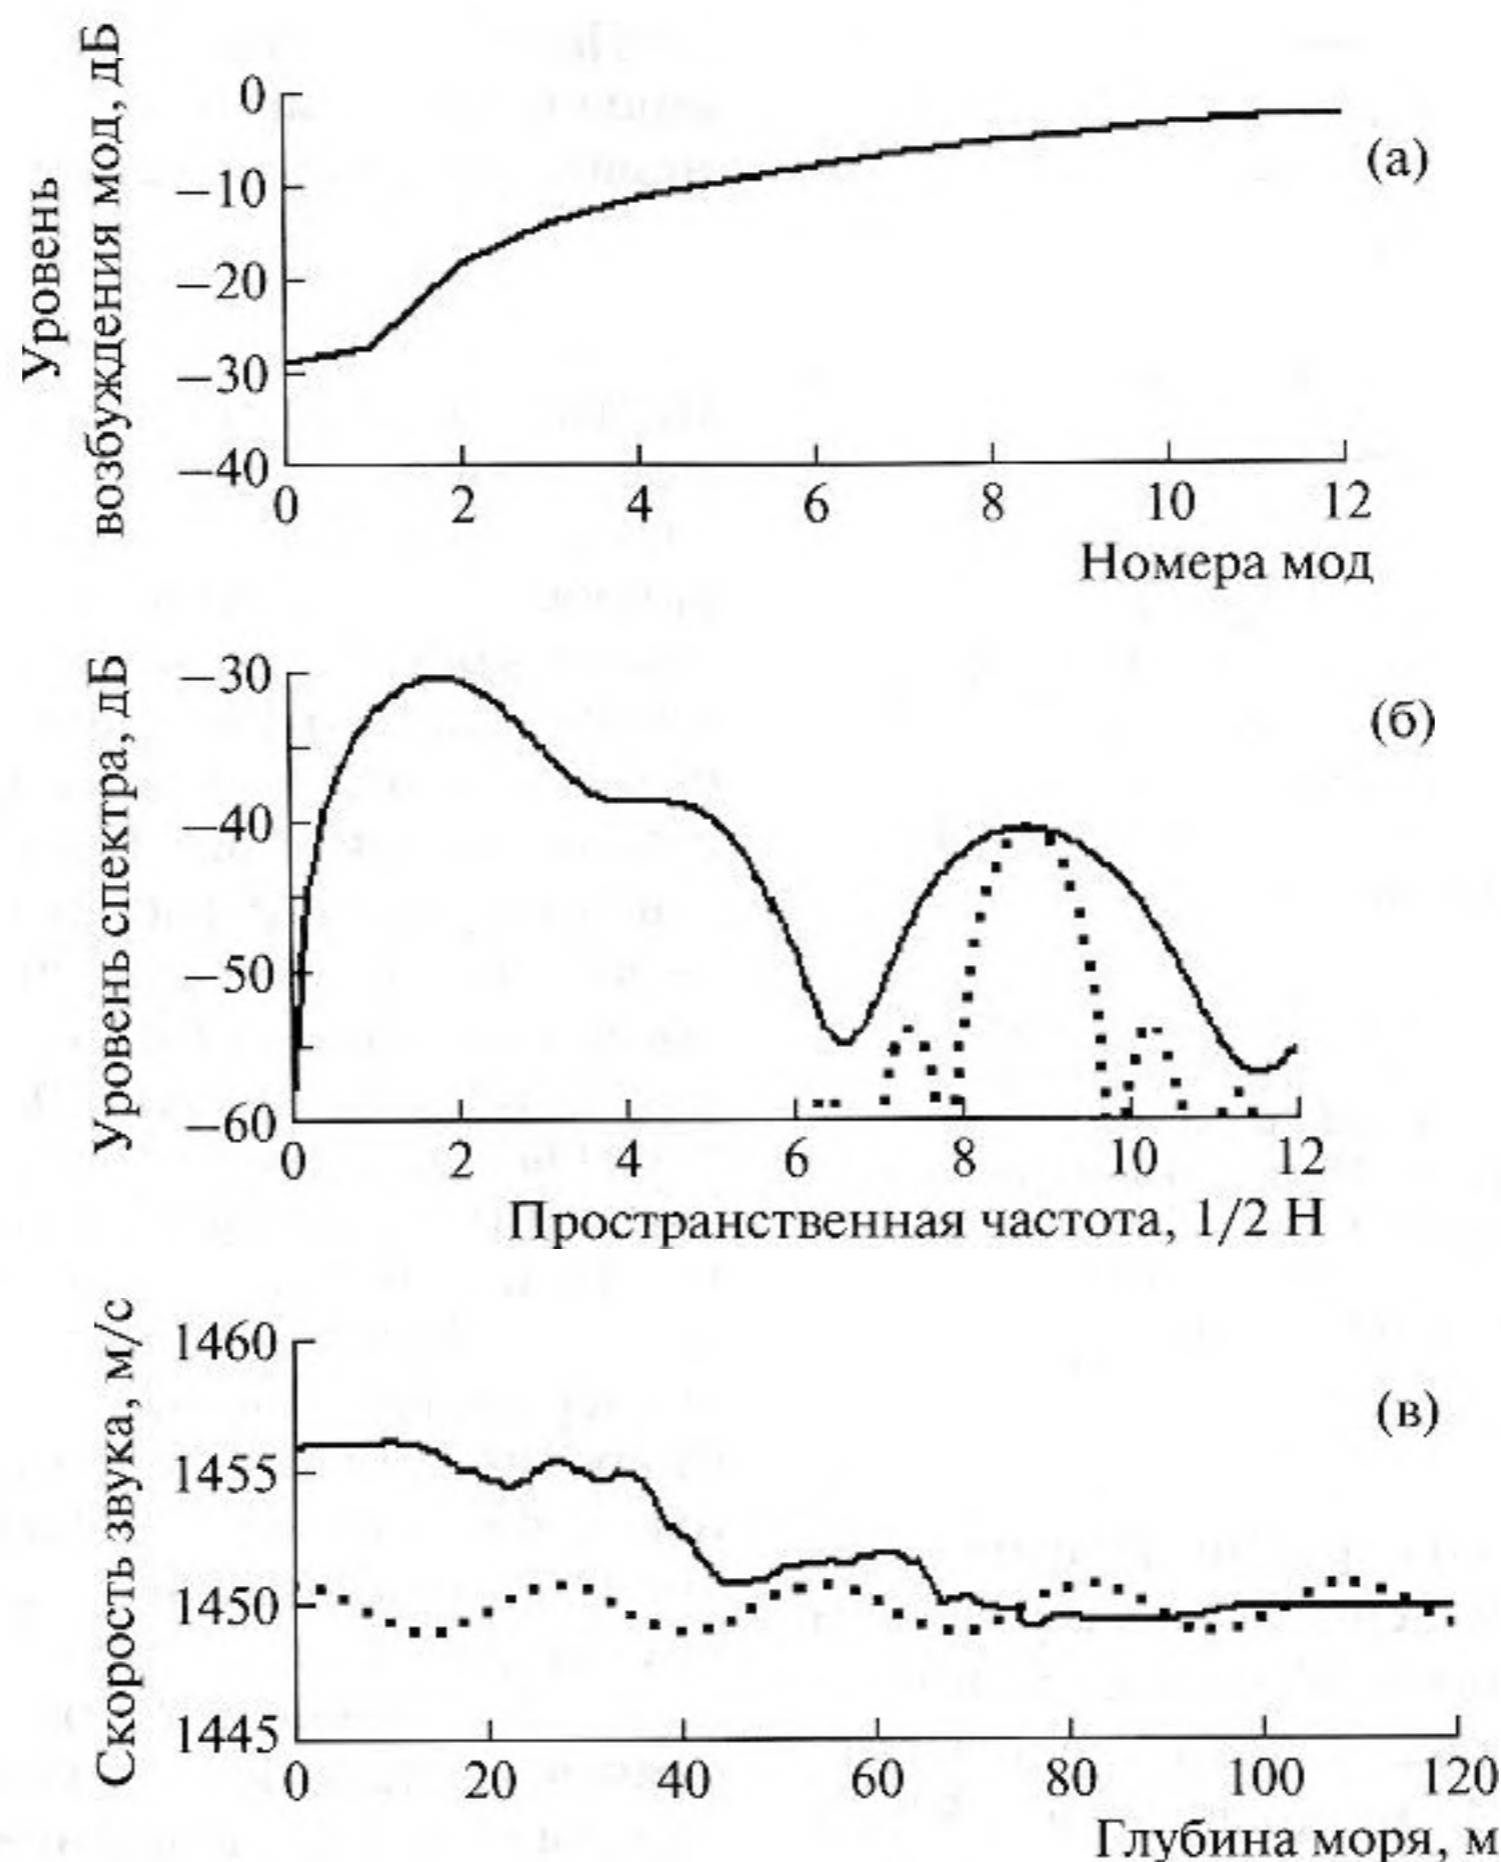 Уровень
возбуждения мод, дБ
0
−10
−20
−30
−40
0 2 4 6 8 10 12
Номера мод
(а)
Уровень спектра, дБ
−30
−40
−50
−60
0 2 4 6 8 10 12
Пространственная частота, 1/2 Н
(б)
Скорость звука, м/с
1460
1455
1450
1445
0 20 40 60 80 100 120
Глубина моря, м
(в)